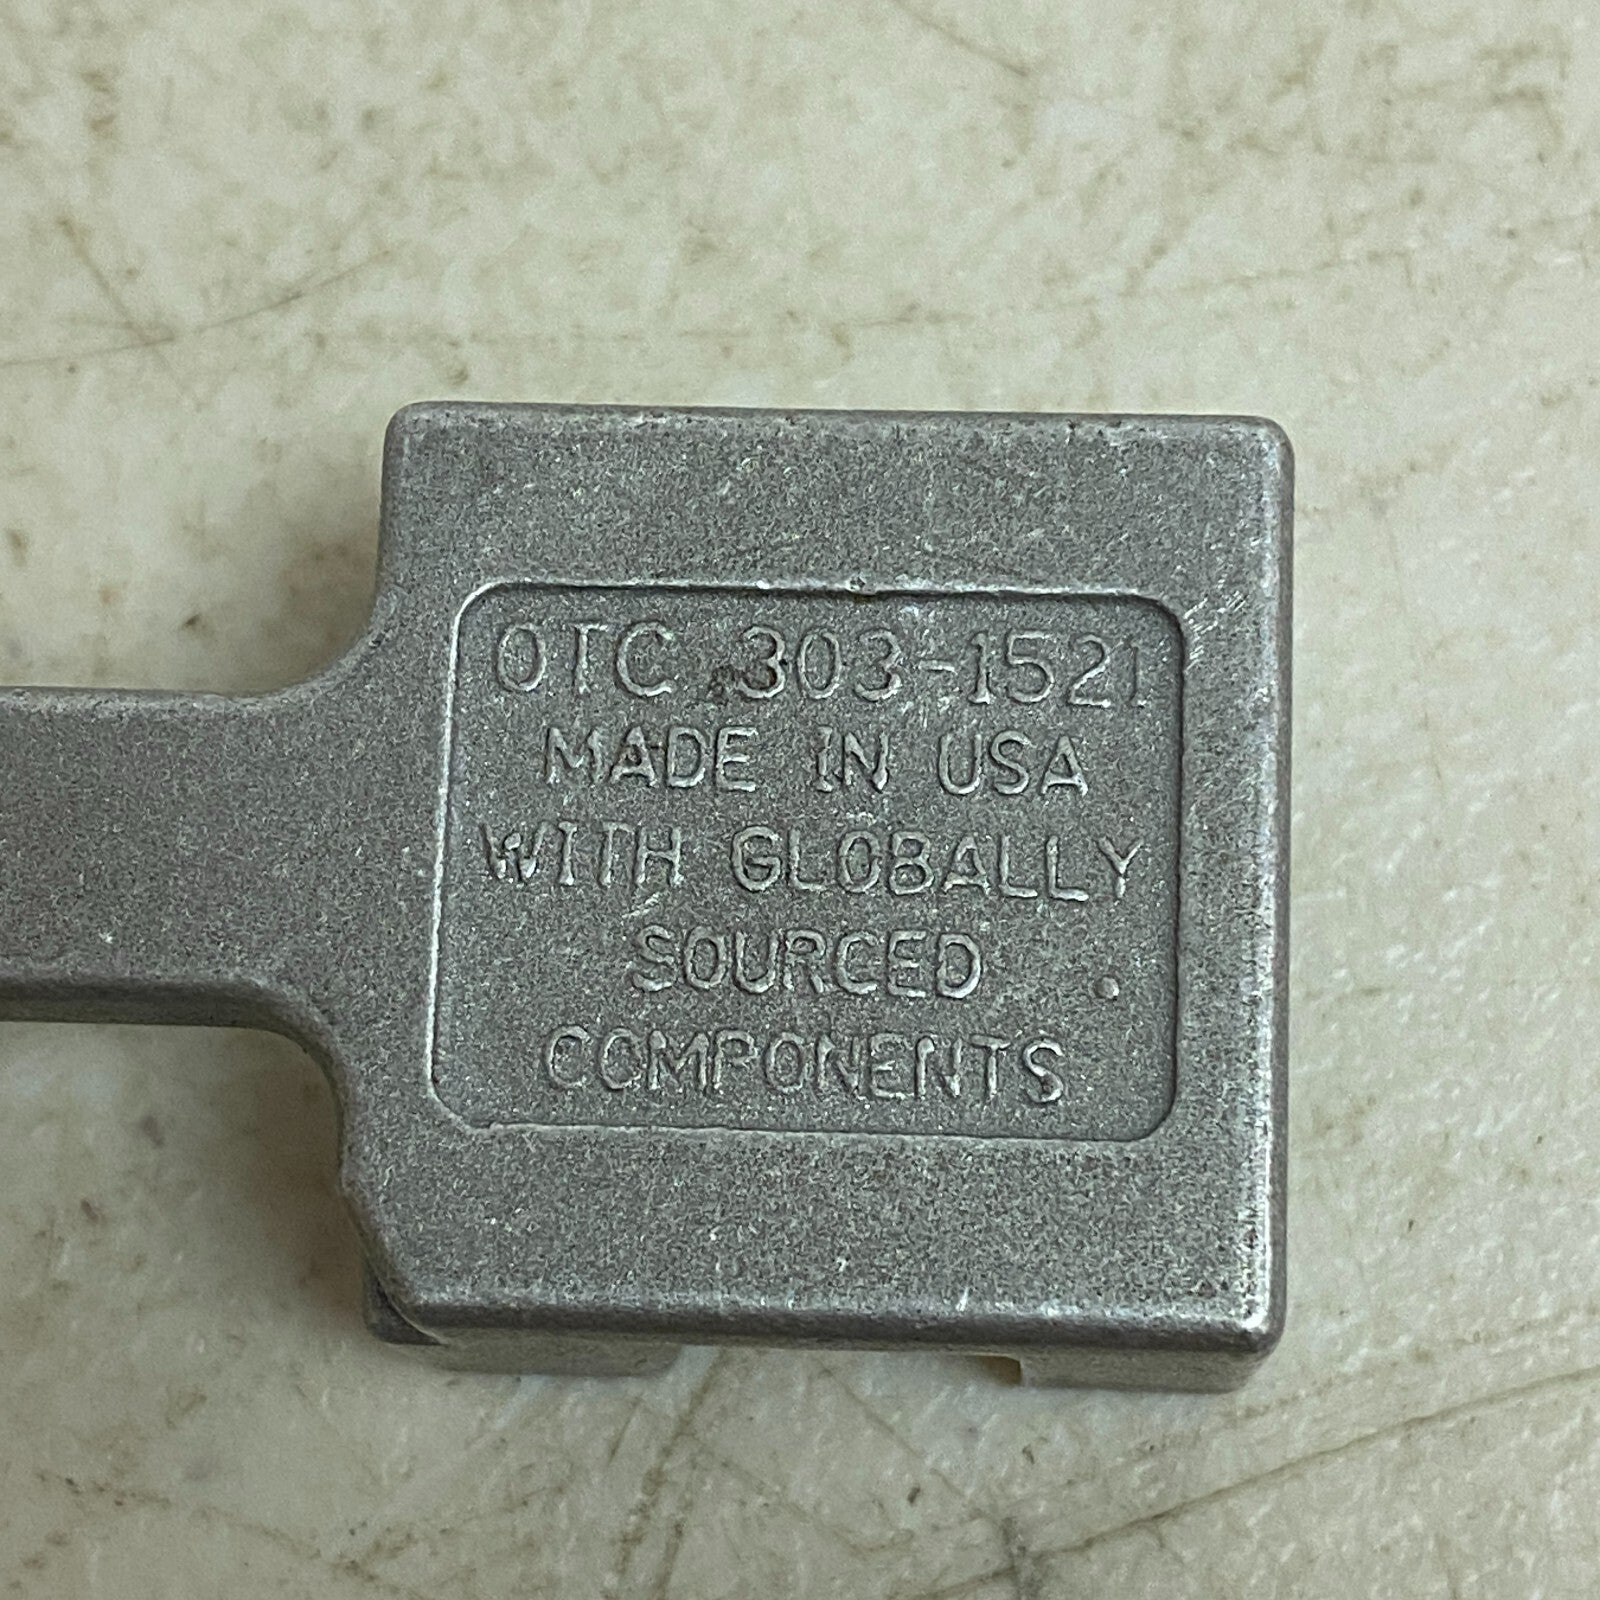 OTC 303-1521
MADE IN USA
WITH GLOBALLY
SOURCED
COMPONENTS